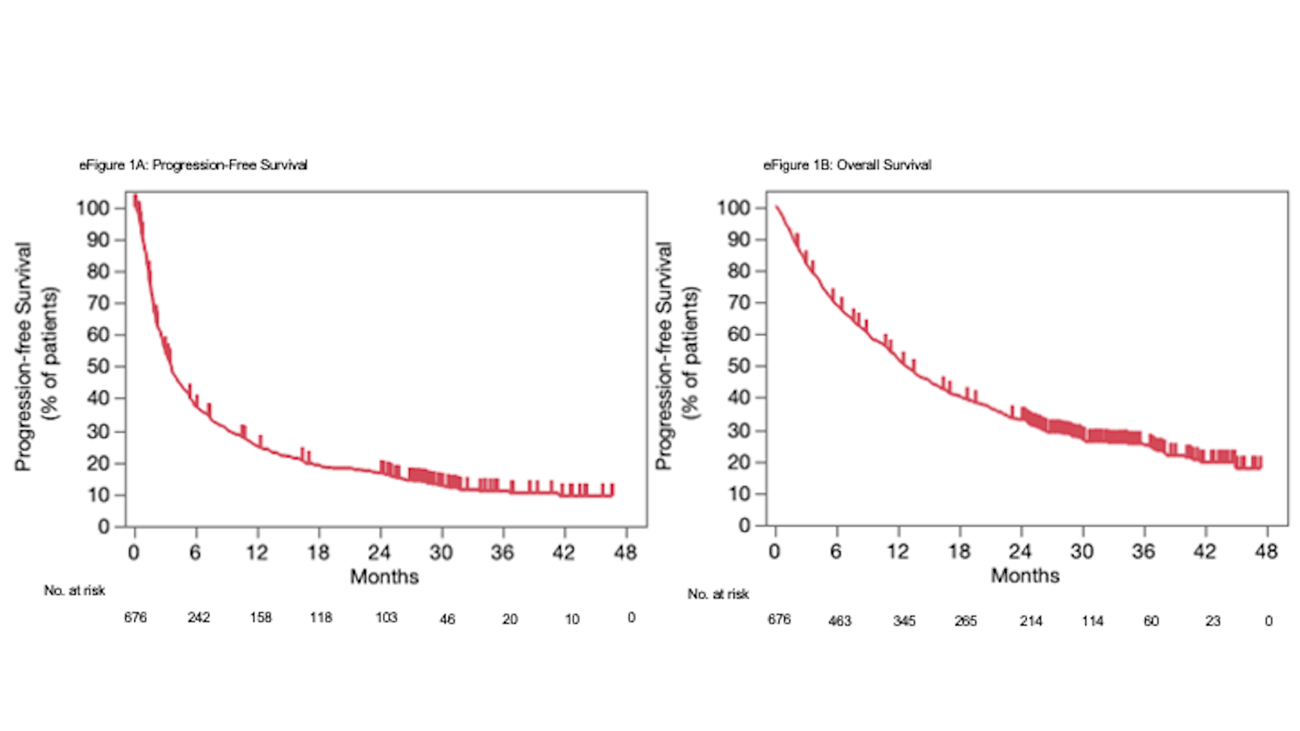 eFigure 1A: Progression-Free Survival
100
90
80
70
60
50
40
30
20
10
0
Progression-free Survival
(% of patients)
0 6 12 18 24 30 36 42 48
Months
No. at risk
676 242 158 118 103 46 20 10 0
eFigure 1B: Overall Survival
100
90
80
70
60
50
40
30
20
10
0
Progression-free Survival
(% of patients)
0 6 12 18 24 30 36 42 48
Months
No. at risk
676 463 345 265 214 114 60 23 0